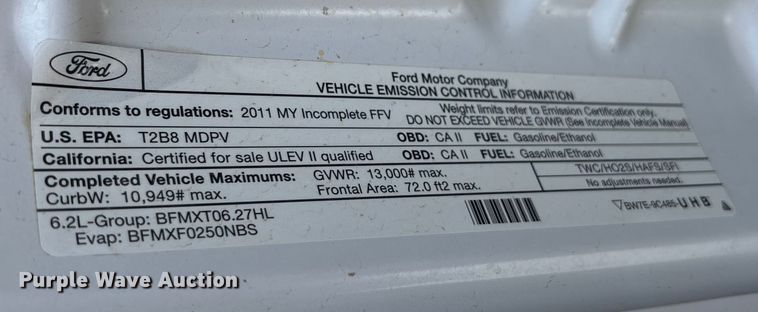 Ford
Ford Motor Company
VEHICLE EMISSION CONTROL INFORMATION
Conforms to regulations: 2011 MY Incomplete FFV
Weight limits refer to Emission Certification only.
DO NOT EXCEED VEHICLE GVWR (See Incomplete Vehicle Manual)
U.S. EPA: T2B8 MDPV OBD: CA II FUEL: Gasoline/Ethanol
California: Certified for sale ULEV II qualified OBD: CA II FUEL: Gasoline/Ethanol
Completed Vehicle Maximums: GVWR: 13,000# max.
CurbW: 10,949# max. Frontal Area: 72.0 ft2 max.
TWC/HO2S/HAFS/SFI
No adjustments needed.
6.2L-Group: BFMXT06.27HL
Evap: BFMXF0250NBS
BW7E-9C485-UHB
Purple Wave Auction